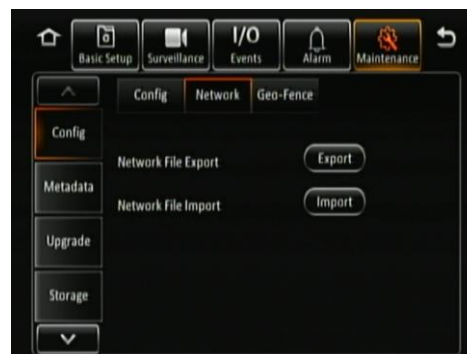 Basic Setup
Surveillance
I/O
Events
Alarm
Maintenance
Config
Network
Geo-Fence
Config
Metadata
Upgrade
Storage
Network File Export
Export
Network File Import
Import